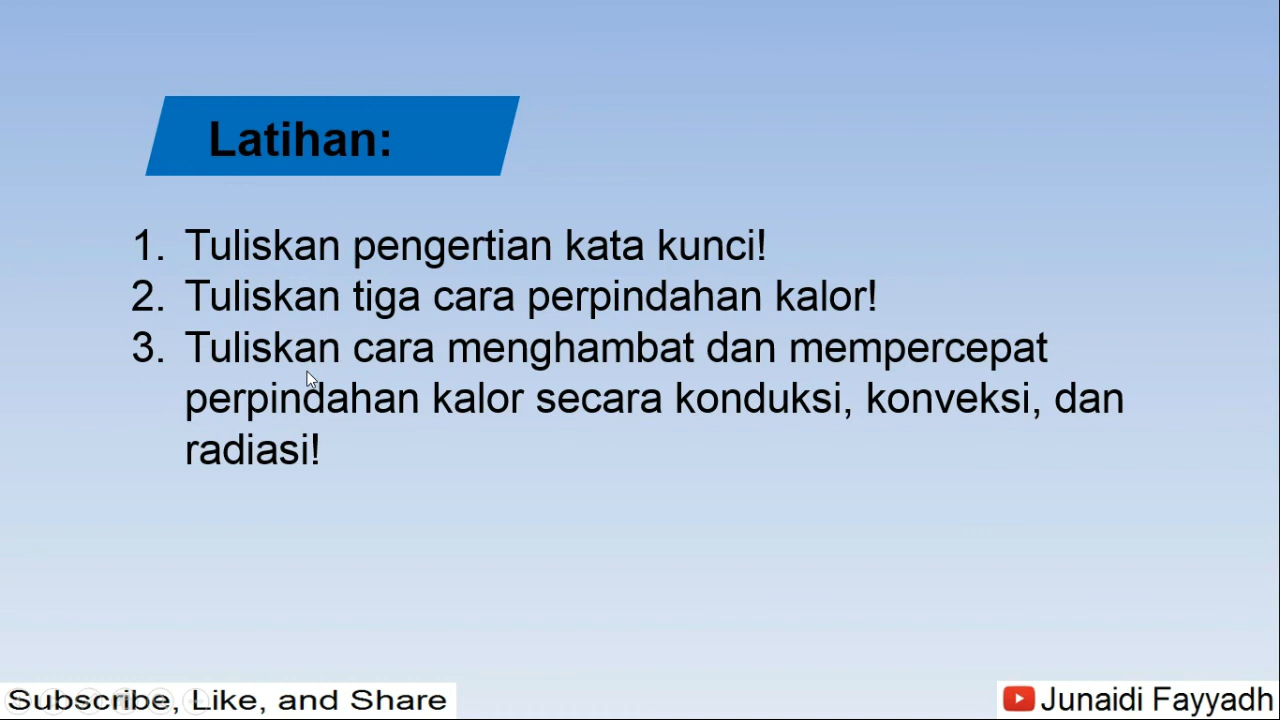 Latihan:
1. Tuliskan pengertian kata kunci!
2. Tuliskan tiga cara perpindahan kalor!
3. Tuliskan cara menghambat dan mempercepat
perpindahan kalor secara konduksi, konveksi, dan
radiasi!
Subscribe, Like, and Share
Junaidi Fayyadh